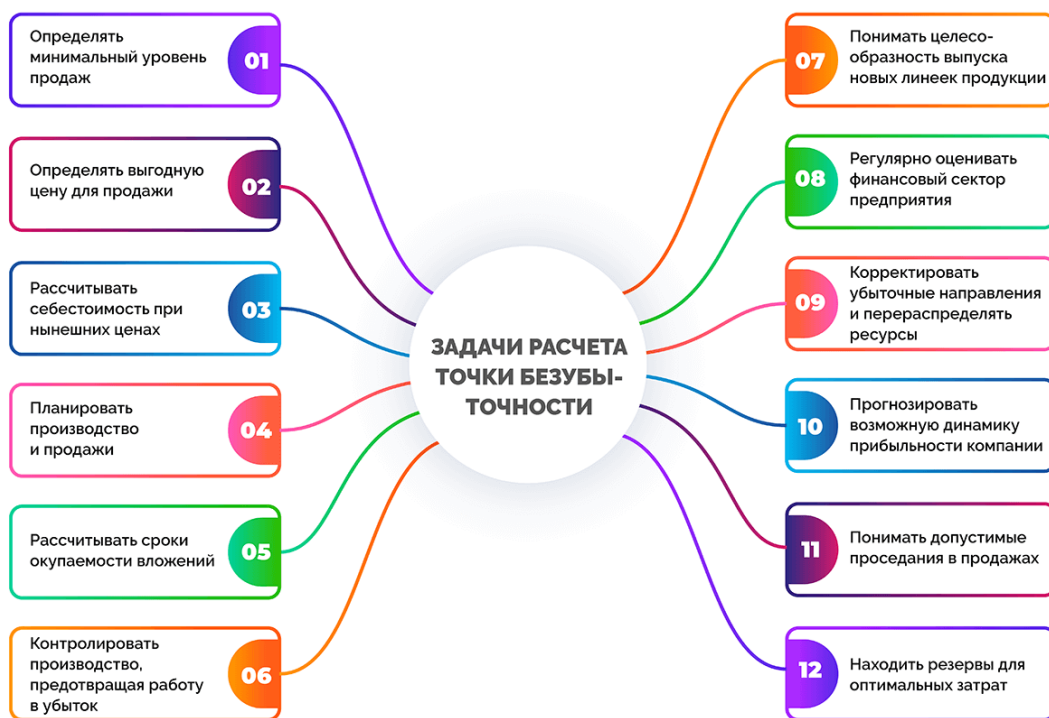 Определять
минимальный уровень
продаж
01
Определять выгодную
цену для продажи
02
Рассчитывать
себестоимость при
нынешних ценах
03
Планировать
производство
и продажи
04
Рассчитывать сроки
окупаемости вложений
05
Контролировать
производство,
предотвращая работу
в убыток
06
ЗАДАЧИ РАСЧЕТА
ТОЧКИ БЕЗУБЫ-
ТОЧНОСТИ
07
Понимать целесо-
образность выпуска
новых линеек продукции
08
Регулярно оценивать
финансовый сектор
предприятия
09
Корректировать
убыточные направления
и перераспределять
ресурсы
10
Прогнозировать
возможную динамику
прибыльности компании
11
Понимать допустимые
проседания в продажах
12
Находить резервы для
оптимальных затрат